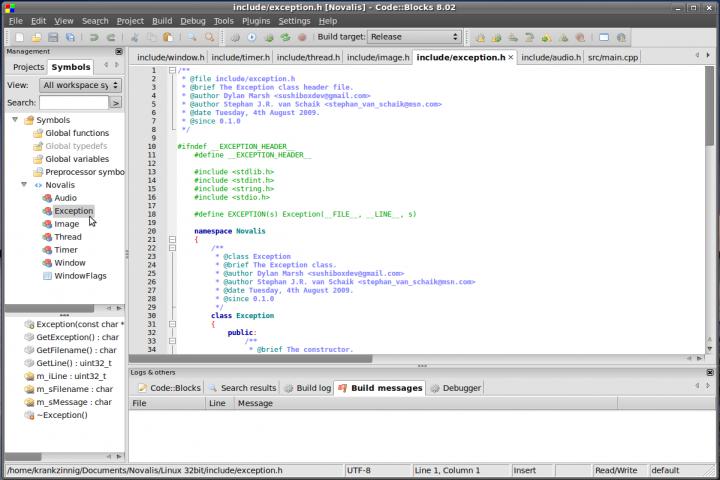 include/exception.h [Novalis] - Code::Blocks 8.02
File Edit View Search Project Build Debug Tools Plugins Settings Help
Build target: Release
Management
Projects Symbols
View: All workspace sy
Search: >
Symbols
Global functions
Global typedefs
Global variables
Preprocessor symbo
Novalis
Audio
Exception
Image
Thread
Timer
Window
WindowFlags
Exception(const char *
GetException() : char
GetFilename() : char
GetLine() : uint32_t
m_iLine : uint32_t
m_sFilename : char
m_sMessage : char
~Exception()
include/window.h include/timer.h include/thread.h include/image.h include/exception.h include/audio.h src/main.cpp
1 /**
2 * @file include/exception.h
3 * @brief The Exception class header file.
4 * @author Dylan Marsh <sushiboxdev@gmail.com>
5 * @author Stephan J.R. van Schaik <stephan_van_schaik@msn.com>
6 * @date Tuesday, 4th August 2009.
7 * @since 0.1.0
8 */
9
10 #ifndef __EXCEPTION_HEADER__
11 #define __EXCEPTION_HEADER__
12
13 #include <stdlib.h>
14 #include <stdint.h>
15 #include <string.h>
16 #include <stdio.h>
17
18 #define EXCEPTION(s) Exception(__FILE__, __LINE__, s)
19
20 namespace Novalis
21 {
22 /**
23 * @class Exception
24 * @brief The Exception class.
25 * @author Dylan Marsh <sushiboxdev@gmail.com>
26 * @author Stephan J.R. van Schaik <stephan_van_schaik@msn.com>
27 * @date Tuesday, 4th August 2009.
28 * @since 0.1.0
29 */
30 class Exception
31 {
32 public:
33 /**
34 * @brief The constructor.
Logs & others
Code::Blocks Search results Build log Build messages Debugger
File Line Message
/home/krankzinnig/Documents/Novalis/Linux 32bit/include/exception.h UTF-8 Line 1, Column 1 Insert Read/Write default